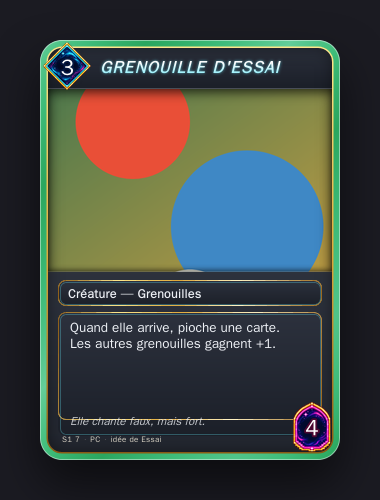 3
GRENOUILLE D'ESSAI
Créature — Grenouilles
Quand elle arrive, pioche une carte.
Les autres grenouilles gagnent +1.
Elle chante faux, mais fort.
4
S1 7 · PC · idée de Essai